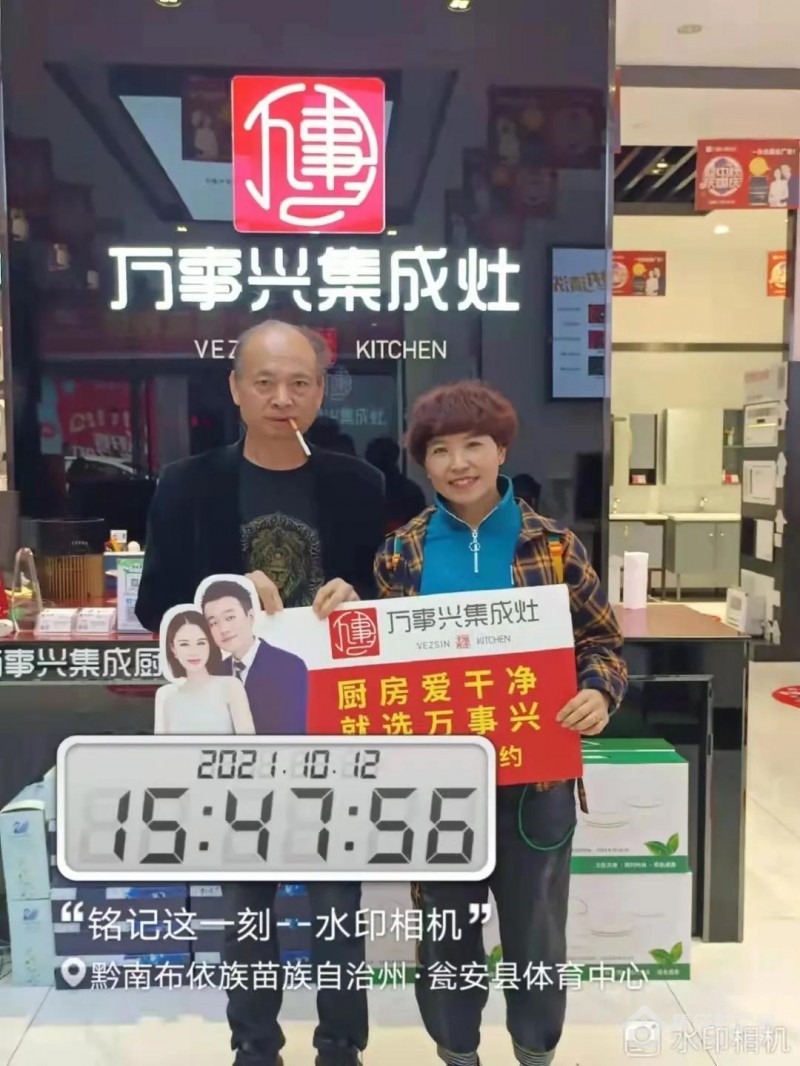 万事兴集成灶
VEZ
KITCHEN
万事兴集成灶
VESSIN KITCHEN
厨房爱干净
就选万事兴
约
万事兴集成厨
2021.10.12
15:47:56
“铭记这一刻--水印相机”
黔南布依族苗族自治州·瓮安县体育中心
水印相机